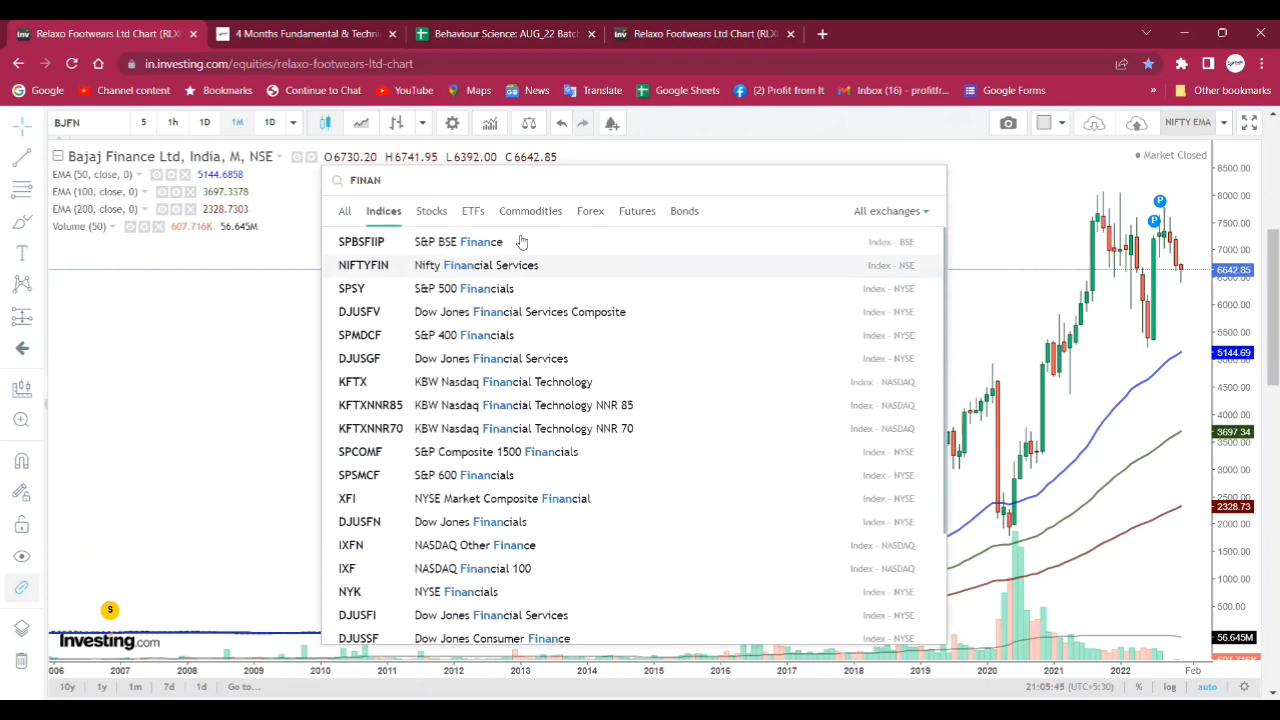 Relaxo Footwears Ltd Chart (RLX
4 Months Fundamental & Techni
Behaviour Science: AUG_22 Batch
Relaxo Footwears Ltd Chart (RLX
in.investing.com/equities/relaxo-footwears-ltd-chart
Google
Channel content
Bookmarks
Continue to Chat
YouTube
Maps
News
Translate
Google Sheets
(2) Profit from It
Inbox (16) - profitfr...
Google Forms
»
Other bookmarks
BJFN 5 1h 1D 1M 1D
NIFTY EMA
Bajaj Finance Ltd, India, M, NSE O6730.20 H6741.95 L6392.00 C6642.85
Market Closed
EMA (50, close, 0) 5144.6858
EMA (100, close, 0) 3697.3378
EMA (200, close, 0) 2328.7303
Volume (50) 607.716K 56.645M
FINAN
All Indices Stocks ETFs Commodities Forex Futures Bonds All exchanges
SPBSFIIP S&P BSE Finance Index - BSE
NIFTYFIN Nifty Financial Services Index - NSE
SPSY S&P 500 Financials Index - NYSE
DJUSFV Dow Jones Financial Services Composite Index - NYSE
SPMDCF S&P 400 Financials Index - NYSE
DJUSGF Dow Jones Financial Services Index - NYSE
KFTX KBW Nasdaq Financial Technology Index - NASDAQ
KFTXNNR85 KBW Nasdaq Financial Technology NNR 85 Index - NASDAQ
KFTXNNR70 KBW Nasdaq Financial Technology NNR 70 Index - NASDAQ
SPCOMF S&P Composite 1500 Financials Index - NYSE
SPSMCF S&P 600 Financials Index - NYSE
XFI NYSE Market Composite Financial Index - NYSE
DJUSFN Dow Jones Financials Index - NYSE
IXFN NASDAQ Other Finance Index - NASDAQ
IXF NASDAQ Financial 100 Index - NASDAQ
NYK NYSE Financials Index - NYSE
DJUSFI Dow Jones Financial Services Index - NYSE
DJUSSF Dow Jones Consumer Finance Index - NYSE
P
P
8500.00
8000.00
7500.00
7000.00
6642.85
6000.00
5500.00
5144.69
4500.00
4000.00
3697.34
3000.00
2328.73
2000.00
1500.00
1000.00
500.00
56.645M
S
Investing.com
006 2007 2008 2009 2010 2011 2012 2013 2014 2015 2016 2017 2018 2019 2020 2021 2022 Feb
10y 1y 1m 7d 1d Go to... 21:05:45 (UTC+5:30) % log auto